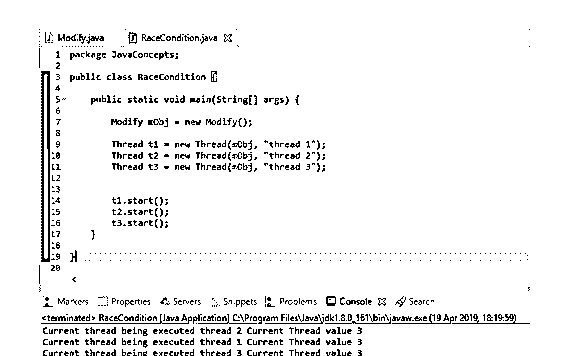 Modify.java RaceCondition.java
1 package JavaConcepts;
2
3 public class RaceCondition {
4
5 public static void main(String[] args) {
6
7 Modify mObj = new Modify();
8
9 Thread t1 = new Thread(mObj, "thread 1");
10 Thread t2 = new Thread(mObj, "thread 2");
11 Thread t3 = new Thread(mObj, "thread 3");
12
13
14 t1.start();
15 t2.start();
16 t3.start();
17 }
18
19 }
20
Markers Properties Servers Snippets Problems Console Search
<terminated> RaceCondition [Java Application] C:\Program Files\Java\jdk1.8.0_161\bin\javaw.exe (19 Apr 2019, 18:19:59)
Current thread being executed thread 2 Current Thread value 3
Current thread being executed thread 1 Current Thread value 3
Current thread being executed thread 3 Current Thread value 3